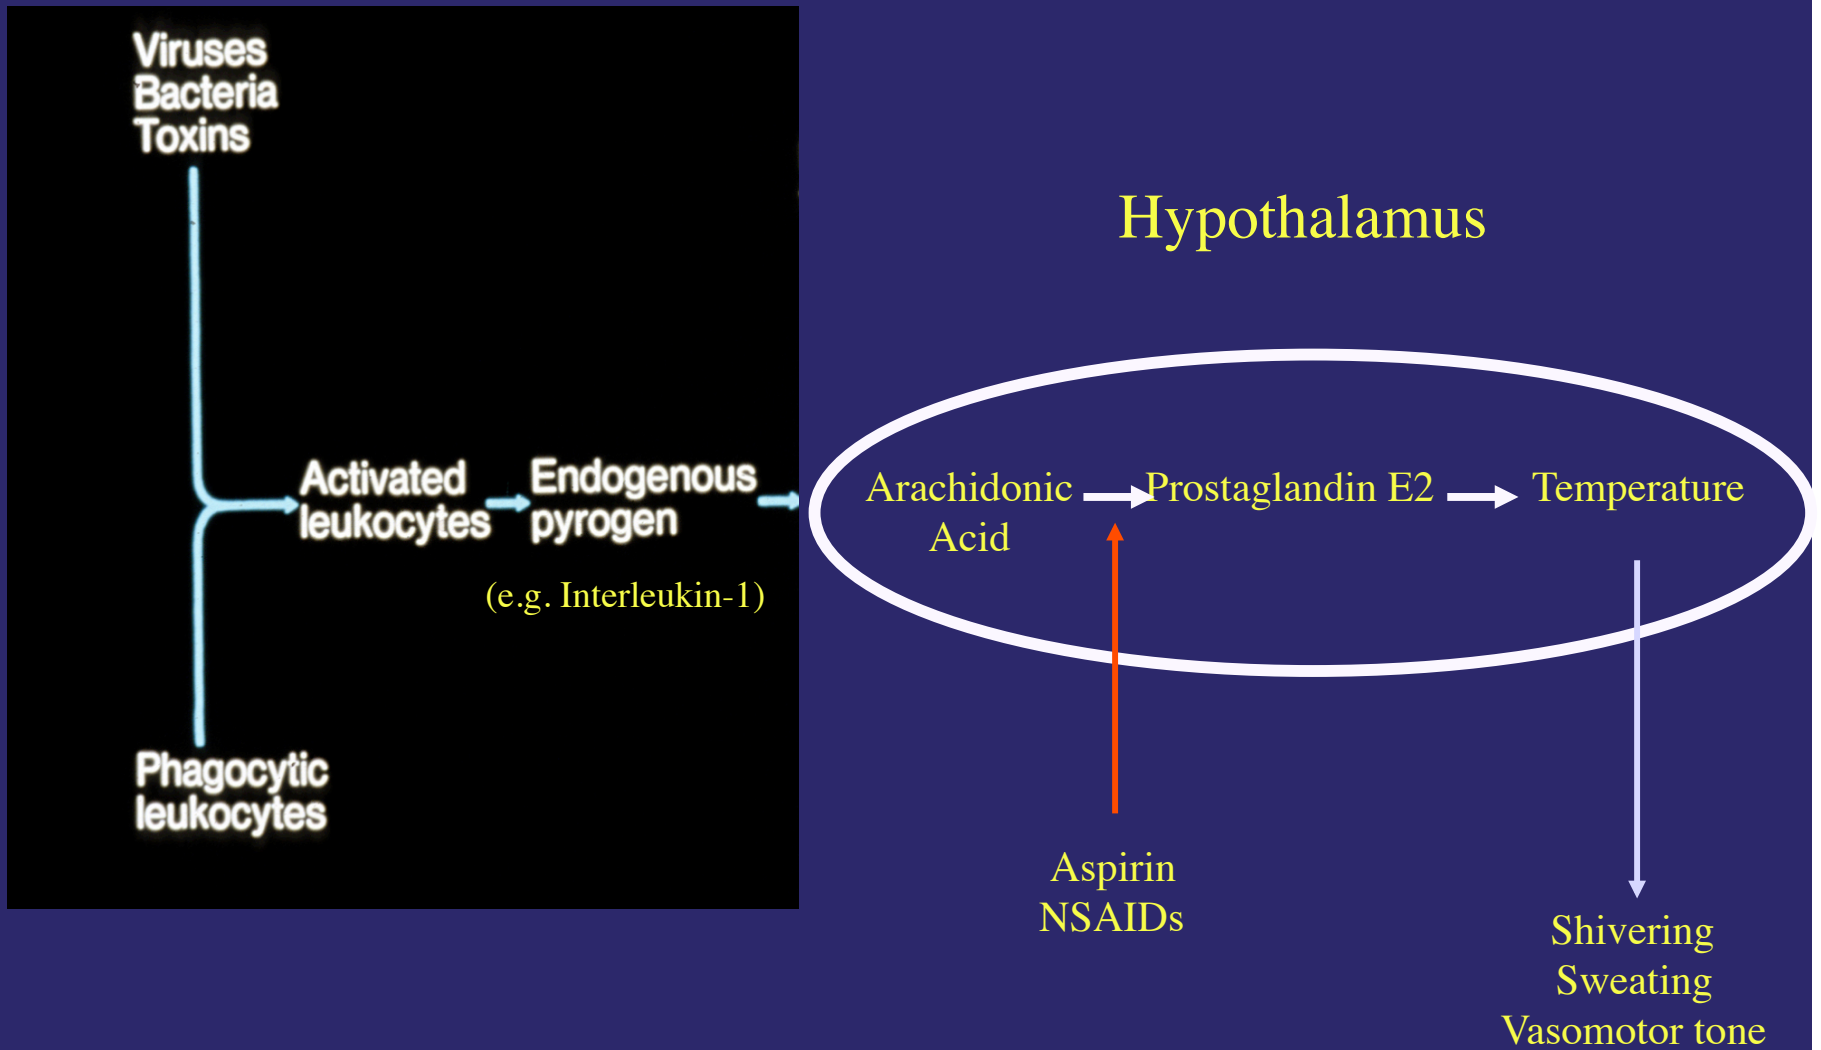 Viruses
Bacteria
Toxins
Hypothalamus
Activated
leukocytes
Endogenous
pyrogen
(e.g. Interleukin-1)
Arachidonic
Acid
Prostaglandin E2
Temperature
Phagocytic
leukocytes
Aspirin
NSAIDs
Shivering
Sweating
Vasomotor tone